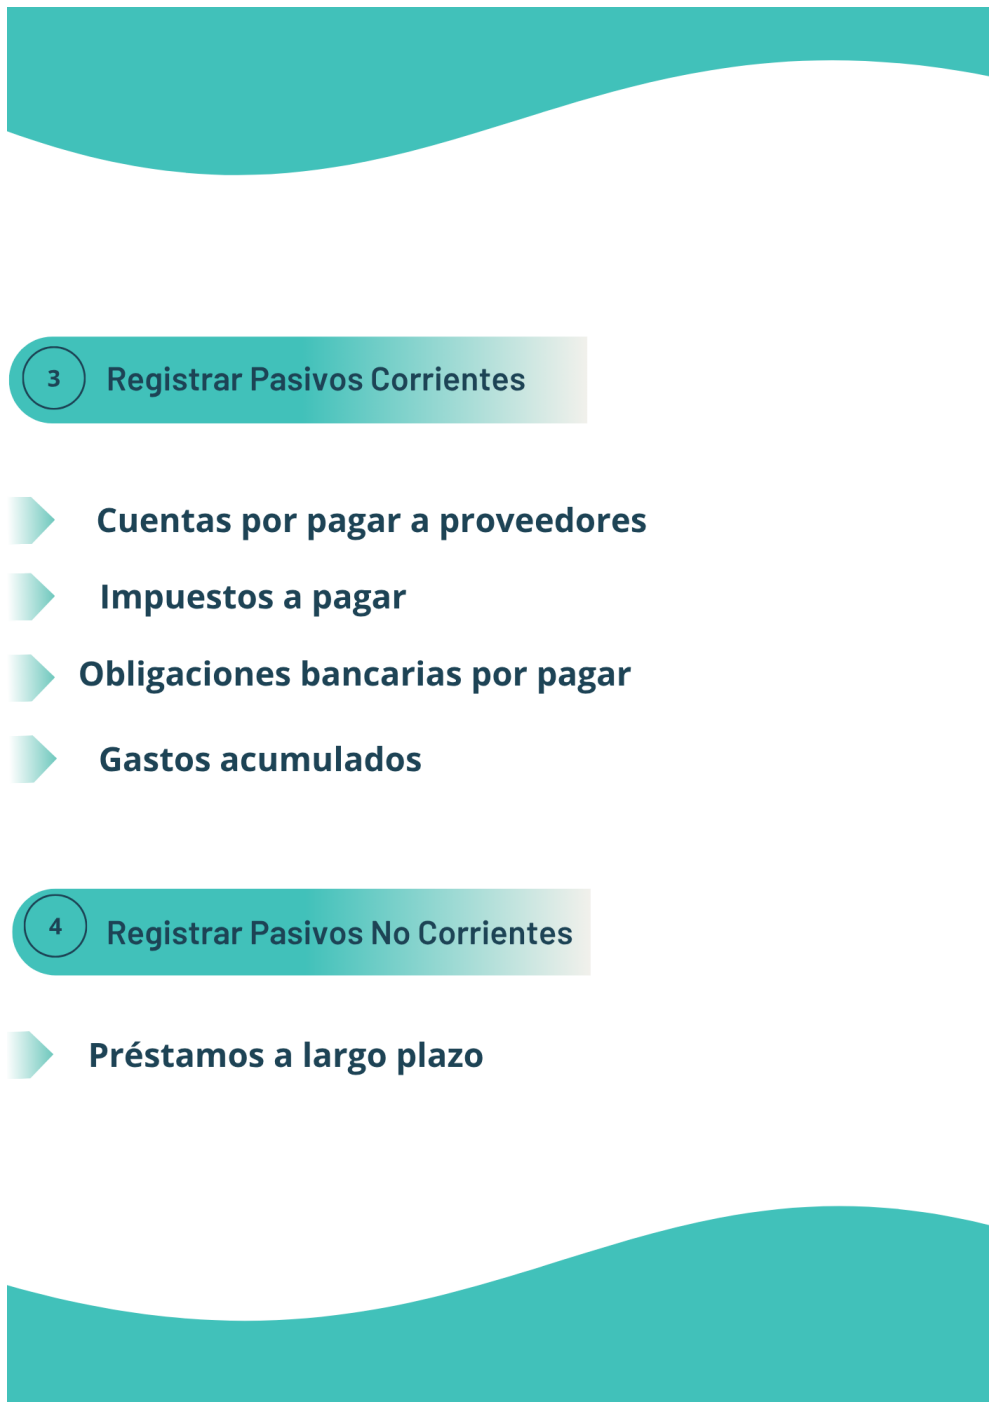 3
Registrar Pasivos Corrientes
Cuentas por pagar a proveedores
Impuestos a pagar
Obligaciones bancarias por pagar
Gastos acumulados
4
Registrar Pasivos No Corrientes
Préstamos a largo plazo